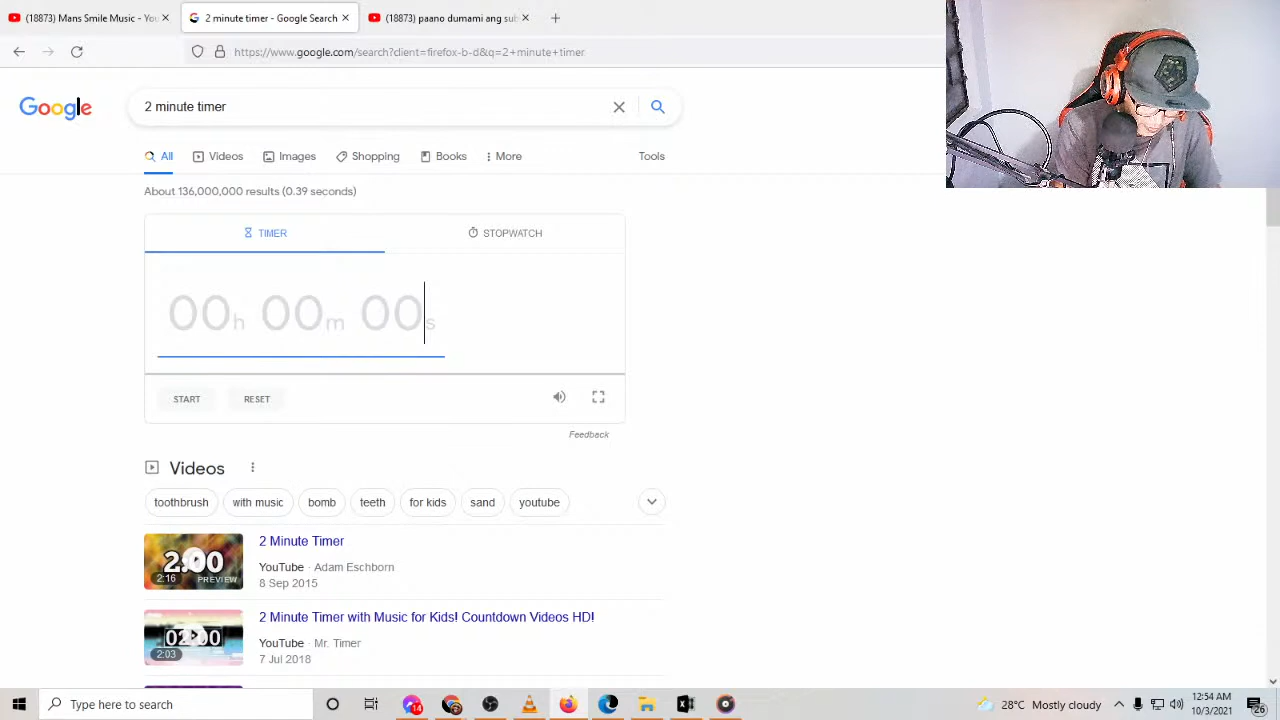 (18873) Mans Smile Music - You
2 minute timer - Google Search
(18873) paano dumami ang sub
https://www.google.com/search?client=firefox-b-d&q=2+minute+timer
Google
2 minute timer
All
Videos
Images
Shopping
Books
More
Tools
About 136,000,000 results (0.39 seconds)
TIMER
STOPWATCH
00h 00m 00s
START
RESET
Feedback
Videos
toothbrush
with music
bomb
teeth
for kids
sand
youtube
2:00
2:16
PREVIEW
2 Minute Timer
YouTube · Adam Eschborn
8 Sep 2015
02:00
2:03
2 Minute Timer with Music for Kids! Countdown Videos HD!
YouTube · Mr. Timer
7 Jul 2018
Type here to search
14
28°C Mostly cloudy
12:54 AM
10/3/2021
26